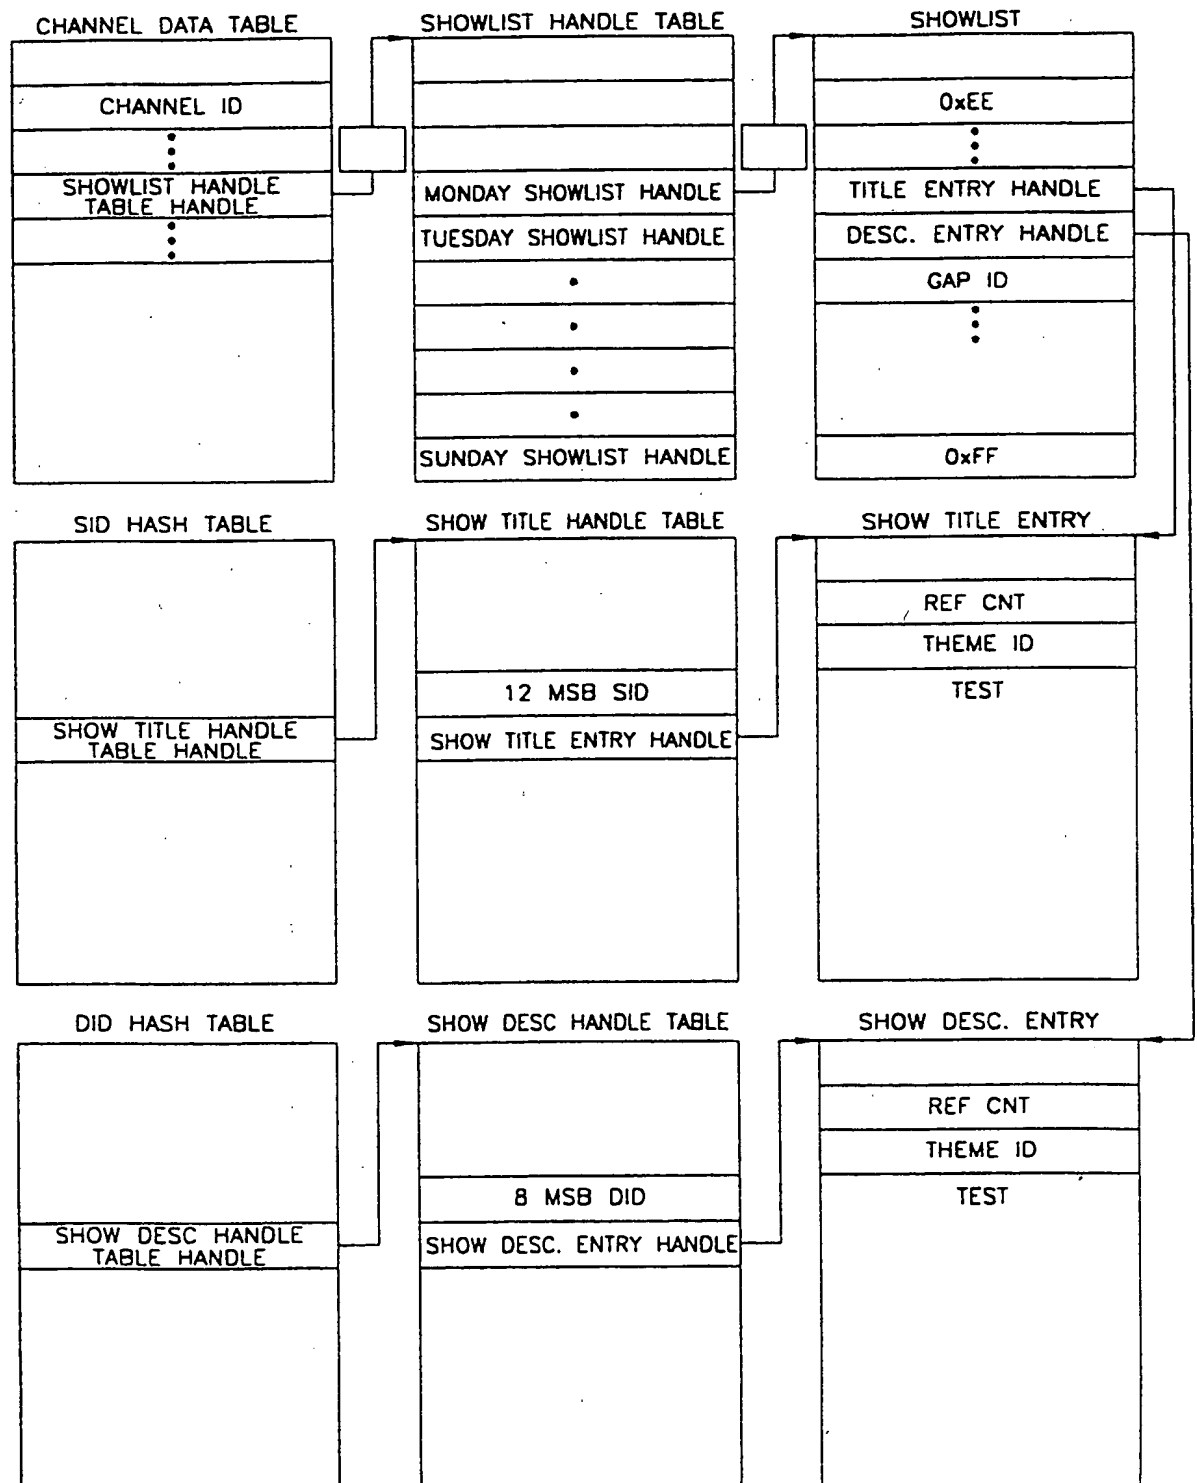 CHANNEL DATA TABLE
CHANNEL ID
SHOWLIST HANDLE
TABLE HANDLE
SHOWLIST HANDLE TABLE
MONDAY SHOWLIST HANDLE
TUESDAY SHOWLIST HANDLE
SUNDAY SHOWLIST HANDLE
SHOWLIST
0xEE
TITLE ENTRY HANDLE
DESC. ENTRY HANDLE
GAP ID
0xFF
SID HASH TABLE
SHOW TITLE HANDLE
TABLE HANDLE
SHOW TITLE HANDLE TABLE
12 MSB SID
SHOW TITLE ENTRY HANDLE
SHOW TITLE ENTRY
REF CNT
THEME ID
TEST
DID HASH TABLE
SHOW DESC HANDLE
TABLE HANDLE
SHOW DESC HANDLE TABLE
8 MSB DID
SHOW DESC. ENTRY HANDLE
SHOW DESC. ENTRY
REF CNT
THEME ID
TEST